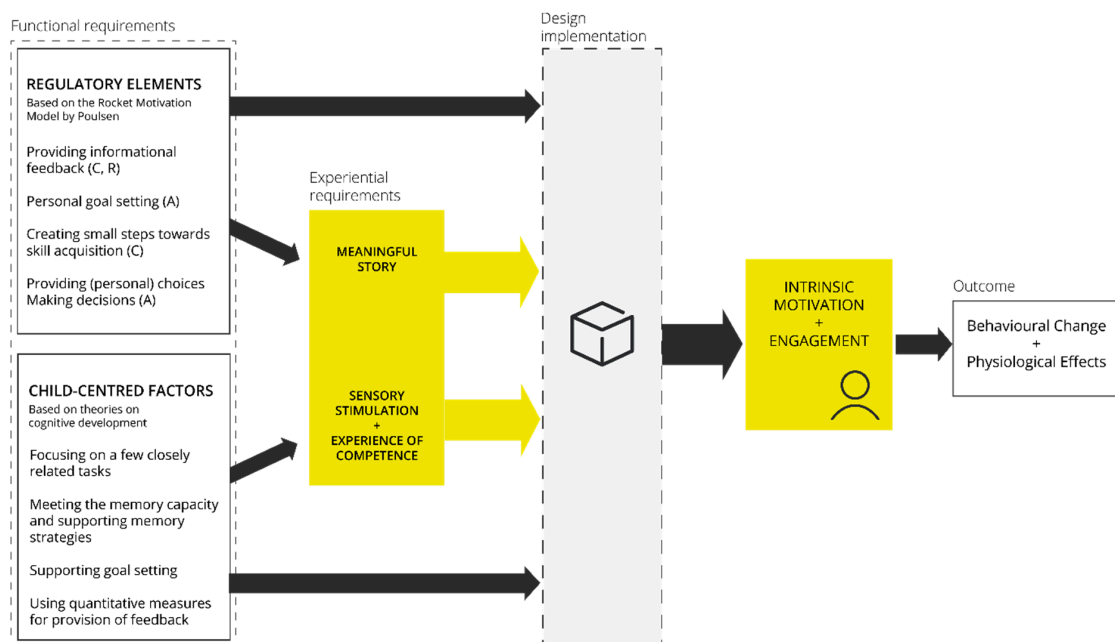 Functional requirements
REGULATORY ELEMENTS
Based on the Rocket Motivation
Model by Poulsen
Providing informational
feedback (C, R)
Personal goal setting (A)
Creating small steps towards
skill acquisition (C)
Providing (personal) choices
Making decisions (A)
CHILD-CENTRED FACTORS
Based on theories on
cognitive development
Focusing on a few closely
related tasks
Meeting the memory capacity
and supporting memory
strategies
Supporting goal setting
Using quantitative measures
for provision of feedback
Experiential
requirements
MEANINGFUL
STORY
SENSORY
STIMULATION
+
EXPERIENCE OF
COMPETENCE
Design
implementation
INTRINSIC
MOTIVATION
+
ENGAGEMENT
Outcome
Behavioural Change
+
Physiological Effects